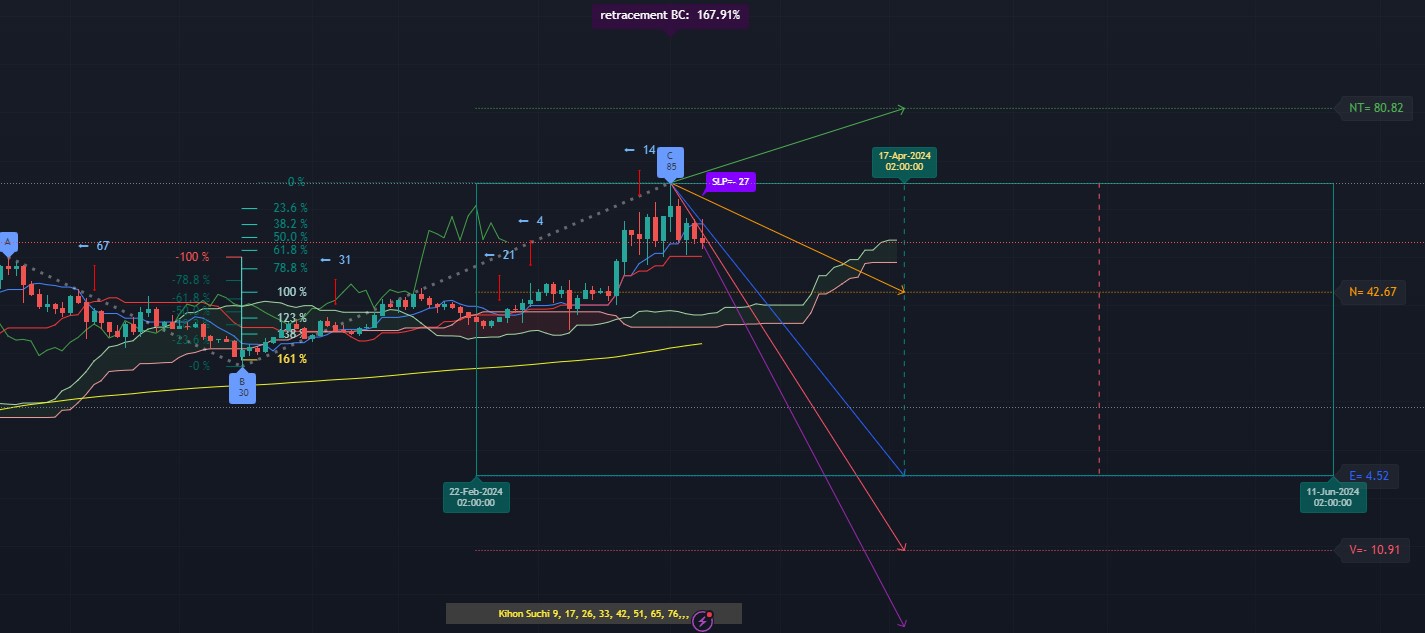 retracement BC: 167.91%
NT= 80.82
14
C
85
17-Apr-2024
02:00:00
SLP=- 27
0 %
23.6 %
4
38.2 %
50.0 %
A
67
61.8 %
21
-100 %
31
78.8 %
-78.8 %
100 %
N= 42.67
-61.8 %
123 %
138 %
161 %
-0 %
B
30
E= 4.52
22-Feb-2024
02:00:00
11-Jun-2024
02:00:00
V=- 10.91
Kihon Suchi 9, 17, 26, 33, 42, 51, 65, 76,,,